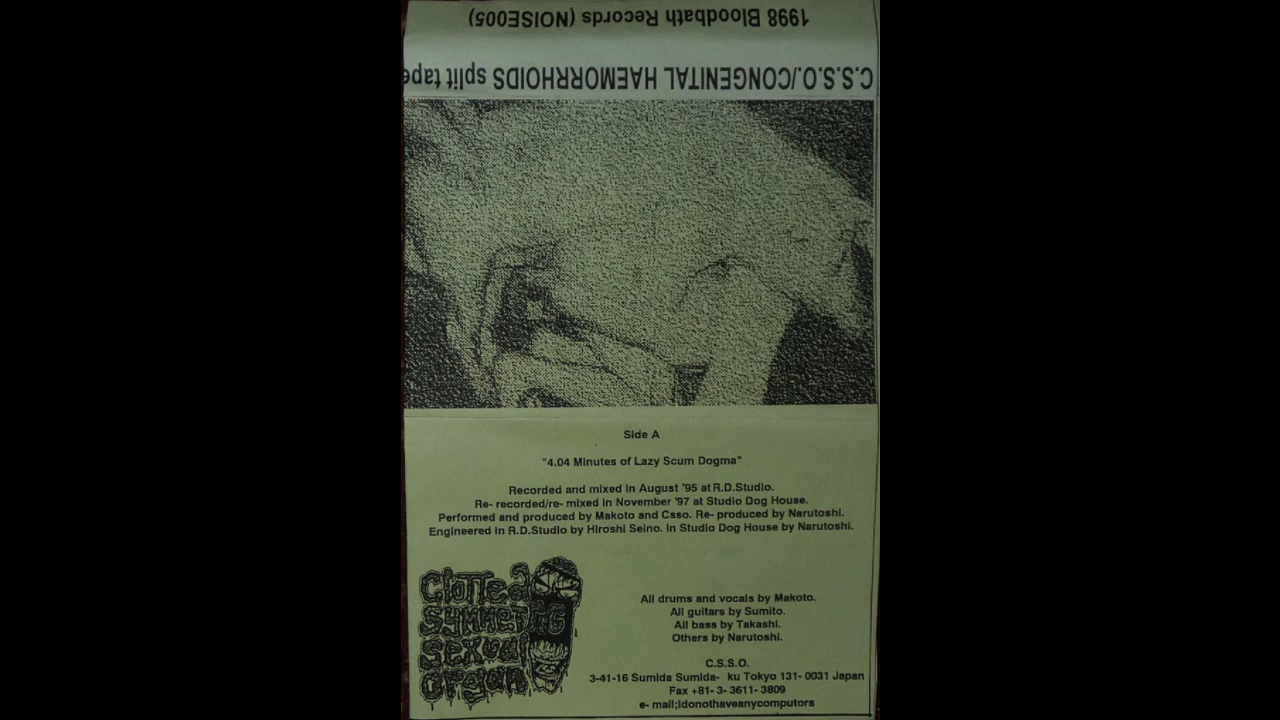 1998 Bloodbath Records (NOISE005)
C.S.S.O./CONGENITAL HAEMORRHOIDS split tape
Side A
"4.04 Minutes of Lazy Scum Dogma"
Recorded and mixed in August '95 at R.D.Studio.
Re- recorded/re- mixed in November '97 at Studio Dog House.
Performed and produced by Makoto and Csso. Re- produced by Narutoshi.
Engineered in R.D.Studio by Hiroshi Seino. In Studio Dog House by Narutoshi.
Clotted
Symmetric
Sexual
Organ
All drums and vocals by Makoto.
All guitars by Sumito.
All bass by Takashi.
Others by Narutoshi.
C.S.S.O.
3-41-16 Sumida Sumida- ku Tokyo 131- 0031 Japan
Fax +81- 3- 3611- 3809
e- mail;idonothaveanycomputors